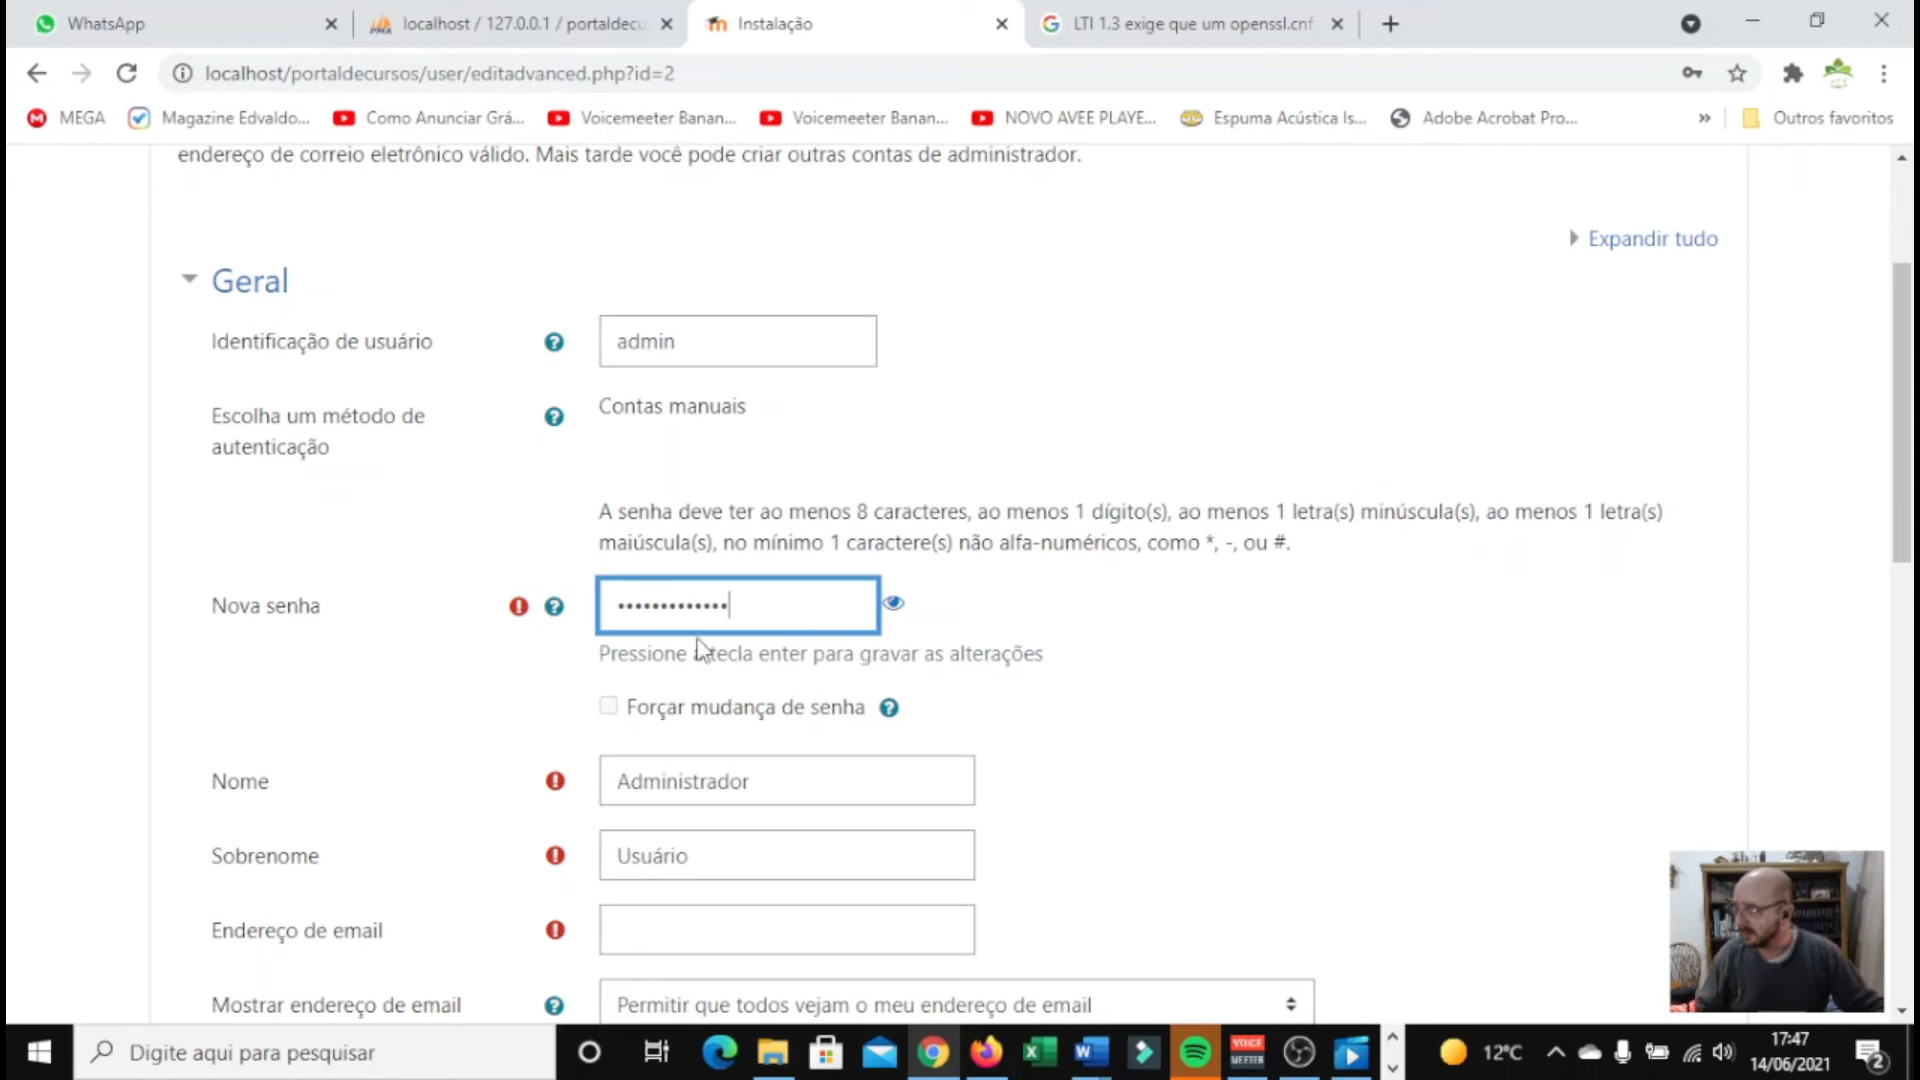 WhatsApp
localhost / 127.0.0.1 / portaldecu
Instalação
LTI 1.3 exige que um openssl.cnf
localhost/portaldecursos/user/editadvanced.php?id=2
MEGA
Magazine Edvaldo...
Como Anunciar Grá...
Voicemeeter Banan...
Voicemeeter Banan...
NOVO AVEE PLAYE...
Espuma Acústica Is...
Adobe Acrobat Pro...
»
Outros favoritos
endereço de correio eletrônico válido. Mais tarde você pode criar outras contas de administrador.
Expandir tudo
Geral
Identificação de usuário
admin
Escolha um método de
autenticação
Contas manuais
A senha deve ter ao menos 8 caracteres, ao menos 1 dígito(s), ao menos 1 letra(s) minúscula(s), ao menos 1 letra(s)
maiúscula(s), no mínimo 1 caractere(s) não alfa-numéricos, como *, -, ou #.
Nova senha
•••••••••••••
Pressione a tecla enter para gravar as alterações
Forçar mudança de senha
Nome
Administrador
Sobrenome
Usuário
Endereço de email
Mostrar endereço de email
Permitir que todos vejam o meu endereço de email
Digite aqui para pesquisar
VOICE
MEETER
12°C
17:47
14/06/2021
2